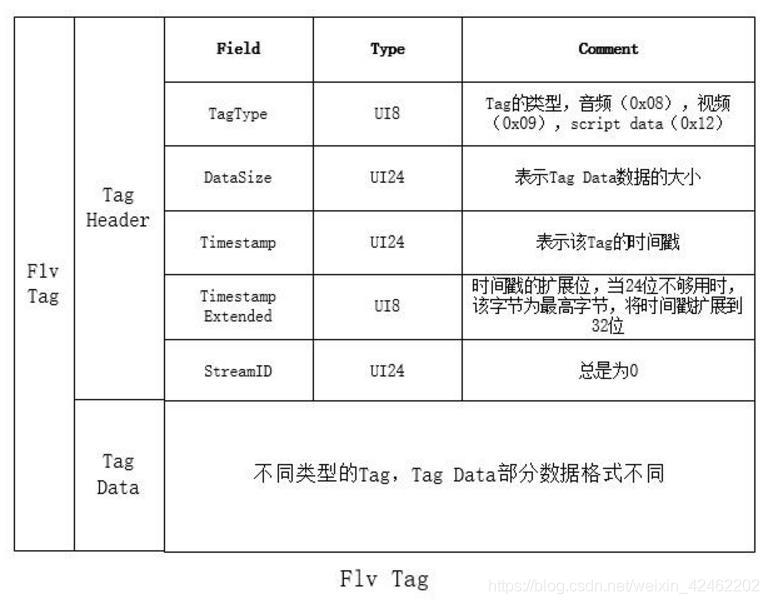 Field Type Comment
TagType UI8 Tag的类型，音频（0x08），视频
（0x09），script data（0x12）
DataSize UI24 表示Tag Data数据的大小
Tag
Header
Timestamp UI24 表示该Tag的时间戳
Flv
Tag
Timestamp
Extended
UI8
时间戳的扩展位，当24位不够用时，
该字节为最高字节，将时间戳扩展到
32位
StreamID UI24 总是为0
Tag
Data
不同类型的Tag，Tag Data部分数据格式不同
Flv Tag
https://blog.csdn.net/weixin_42462202